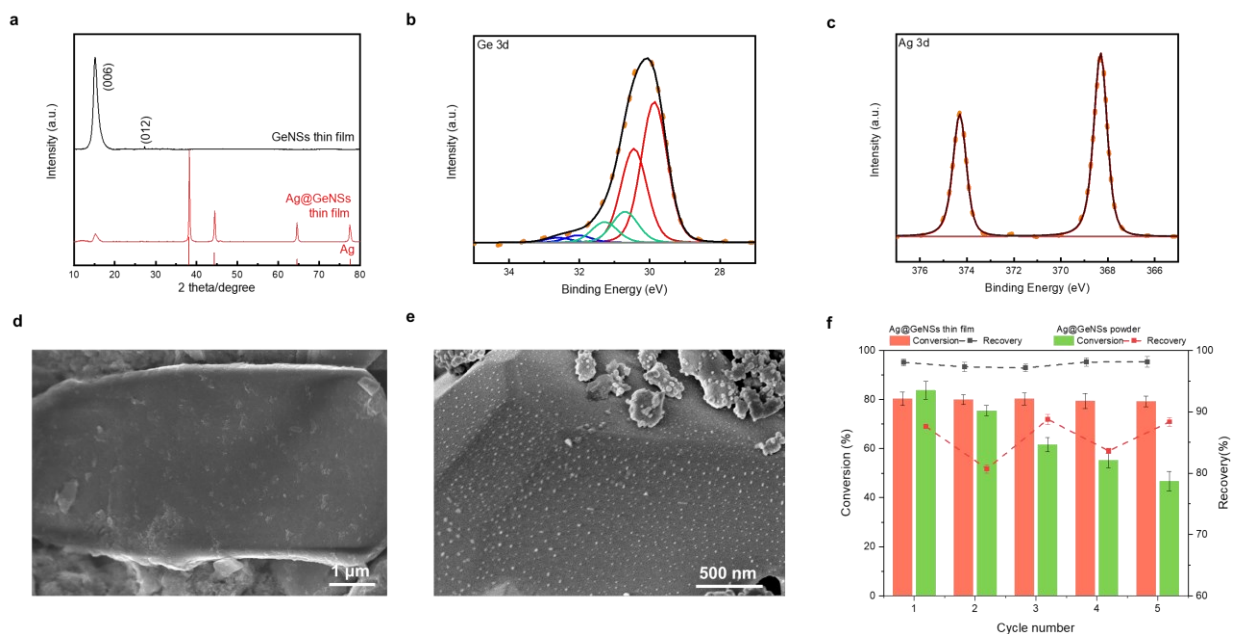 a
Intensity (a.u.)
(006)
(012)
GeNSs thin film
Ag@GeNSs
thin film
Ag
10 20 30 40 50 60 70 80
2 theta/degree
b
Ge 3d
Intensity (a.u.)
34 32 30 28
Binding Energy (eV)
c
Ag 3d
Intensity (a.u.)
376 374 372 370 368 366
Binding Energy (eV)
d
1 μm
e
500 nm
f
Ag@GeNSs thin film Ag@GeNSs powder
Conversion Recovery Conversion Recovery
100
80
60
40
20
0
Conversion (%)
100
90
80
70
60
Recovery(%)
1 2 3 4 5
Cycle number